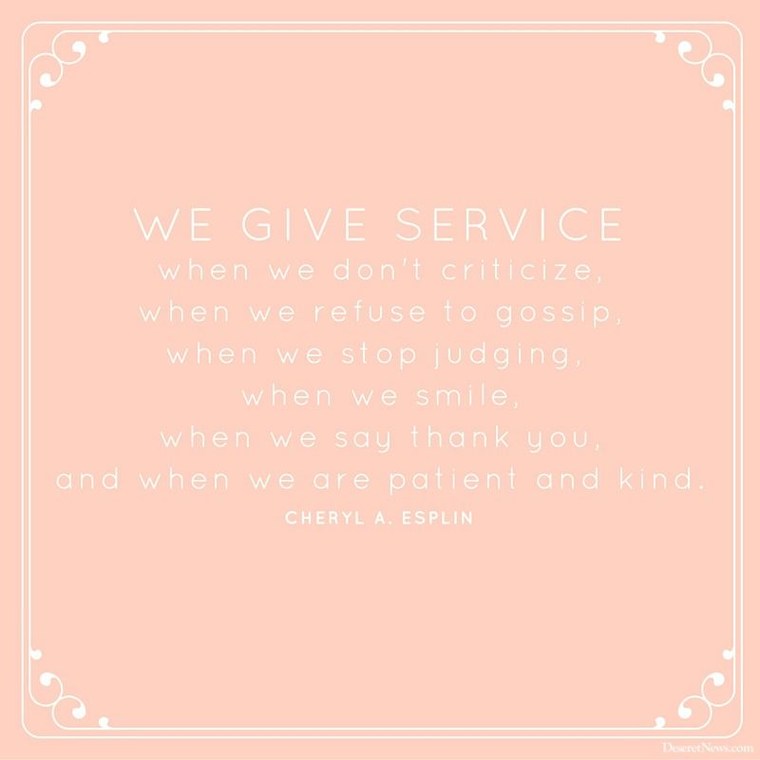 WE GIVE SERVICE
when we don't criticize,
when we refuse to gossip,
when we stop judging,
when we smile,
when we say thank you,
and when we are patient and kind.
CHERYL A. ESPLIN
DeseretNews.com